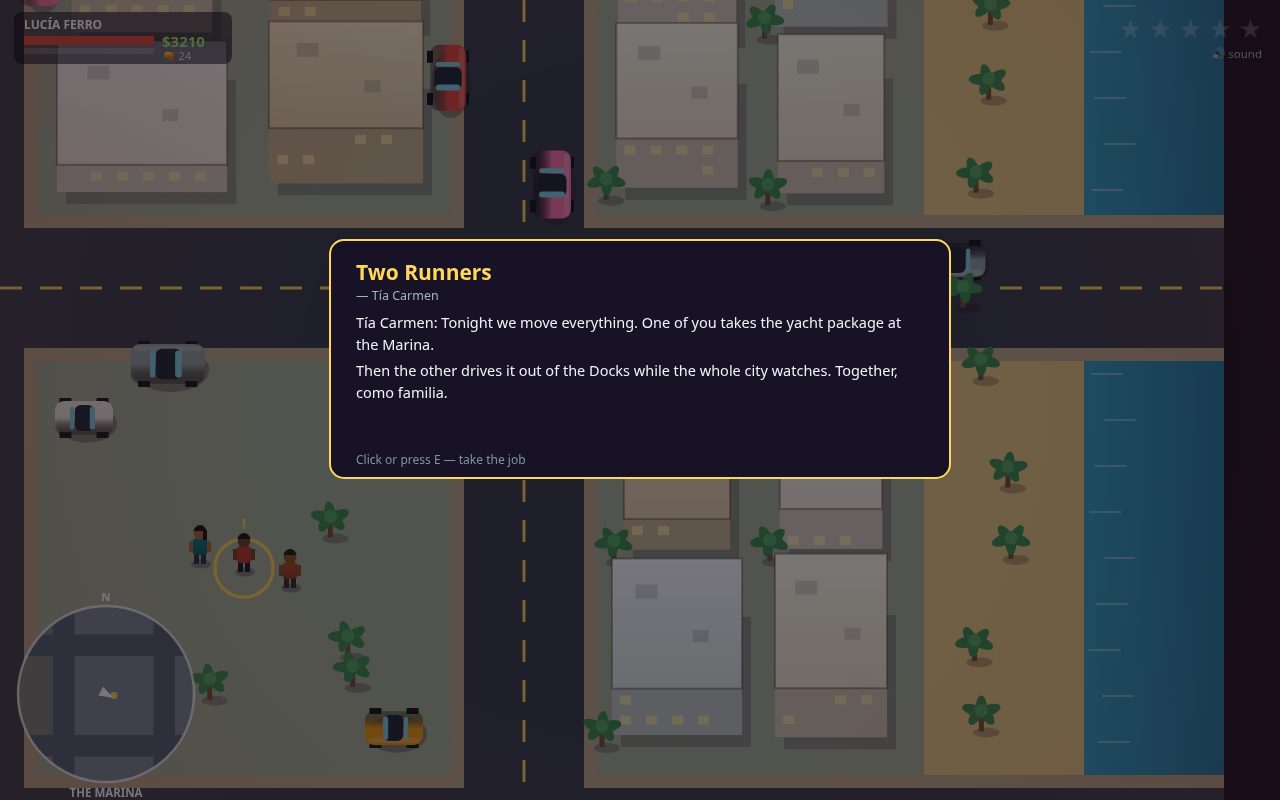 LUCÍA FERRO
$3210
24
sound
Two Runners
— Tía Carmen
Tía Carmen: Tonight we move everything. One of you takes the yacht package at
the Marina.
Then the other drives it out of the Docks while the whole city watches. Together,
como familia.
Click or press E — take the job
!
N
THE MARINA